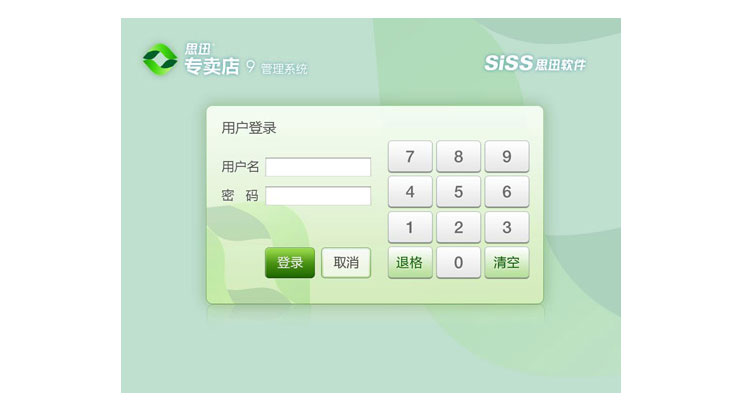 思迅
专卖店 9 管理系统
SiSS 思迅软件
用户登录
用户名
密 码
登录 取消
7 8 9
4 5 6
1 2 3
退格 0 清空